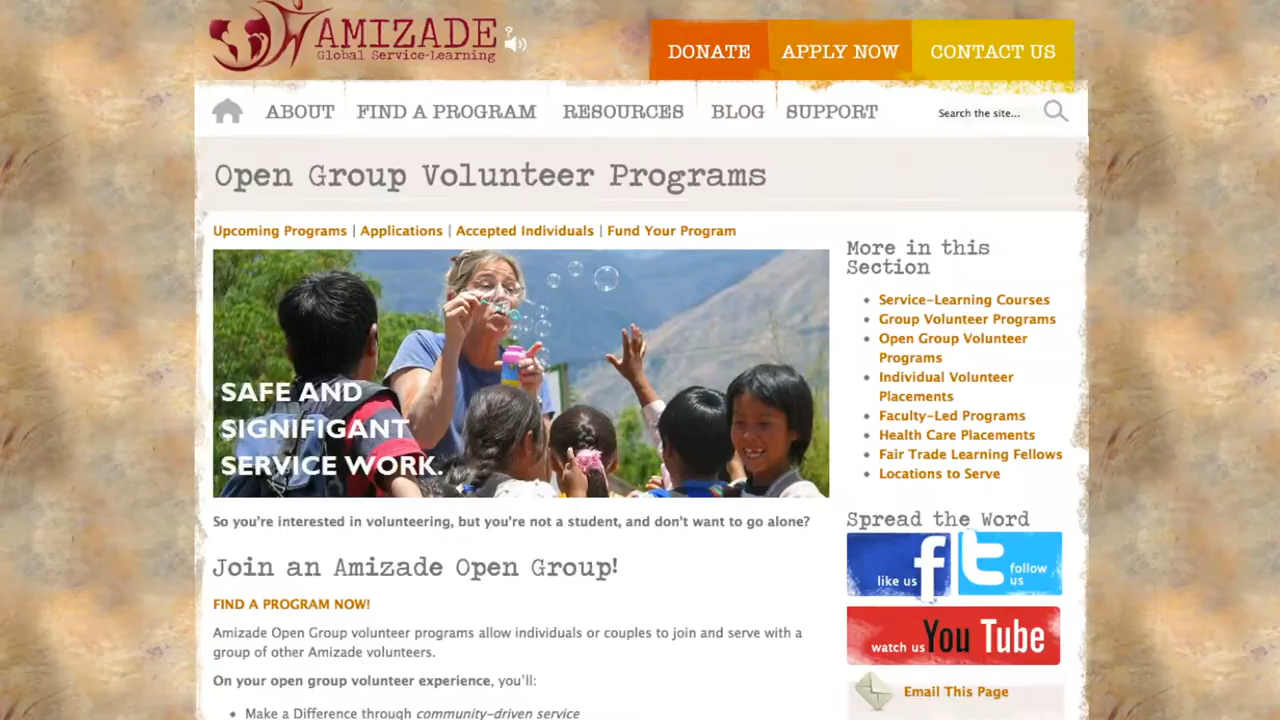 AMIZADE
Global Service-Learning
DONATE
APPLY NOW
CONTACT US
ABOUT
FIND A PROGRAM
RESOURCES
BLOG
SUPPORT
Search the site...
Open Group Volunteer Programs
Upcoming Programs | Applications | Accepted Individuals | Fund Your Program
SAFE AND
SIGNIFIGANT
SERVICE WORK.
So you're interested in volunteering, but you're not a student, and don't want to go alone?
Join an Amizade Open Group!
FIND A PROGRAM NOW!
Amizade Open Group volunteer programs allow individuals or couples to join and serve with a
group of other Amizade volunteers.
On your open group volunteer experience, you'll:
• Make a Difference through community-driven service
More in this
Section
• Service-Learning Courses
• Group Volunteer Programs
• Open Group Volunteer
Programs
• Individual Volunteer
Placements
• Faculty-Led Programs
• Health Care Placements
• Fair Trade Learning Fellows
• Locations to Serve
Spread the Word
like us f
t follow
us
watch us You Tube
Email This Page